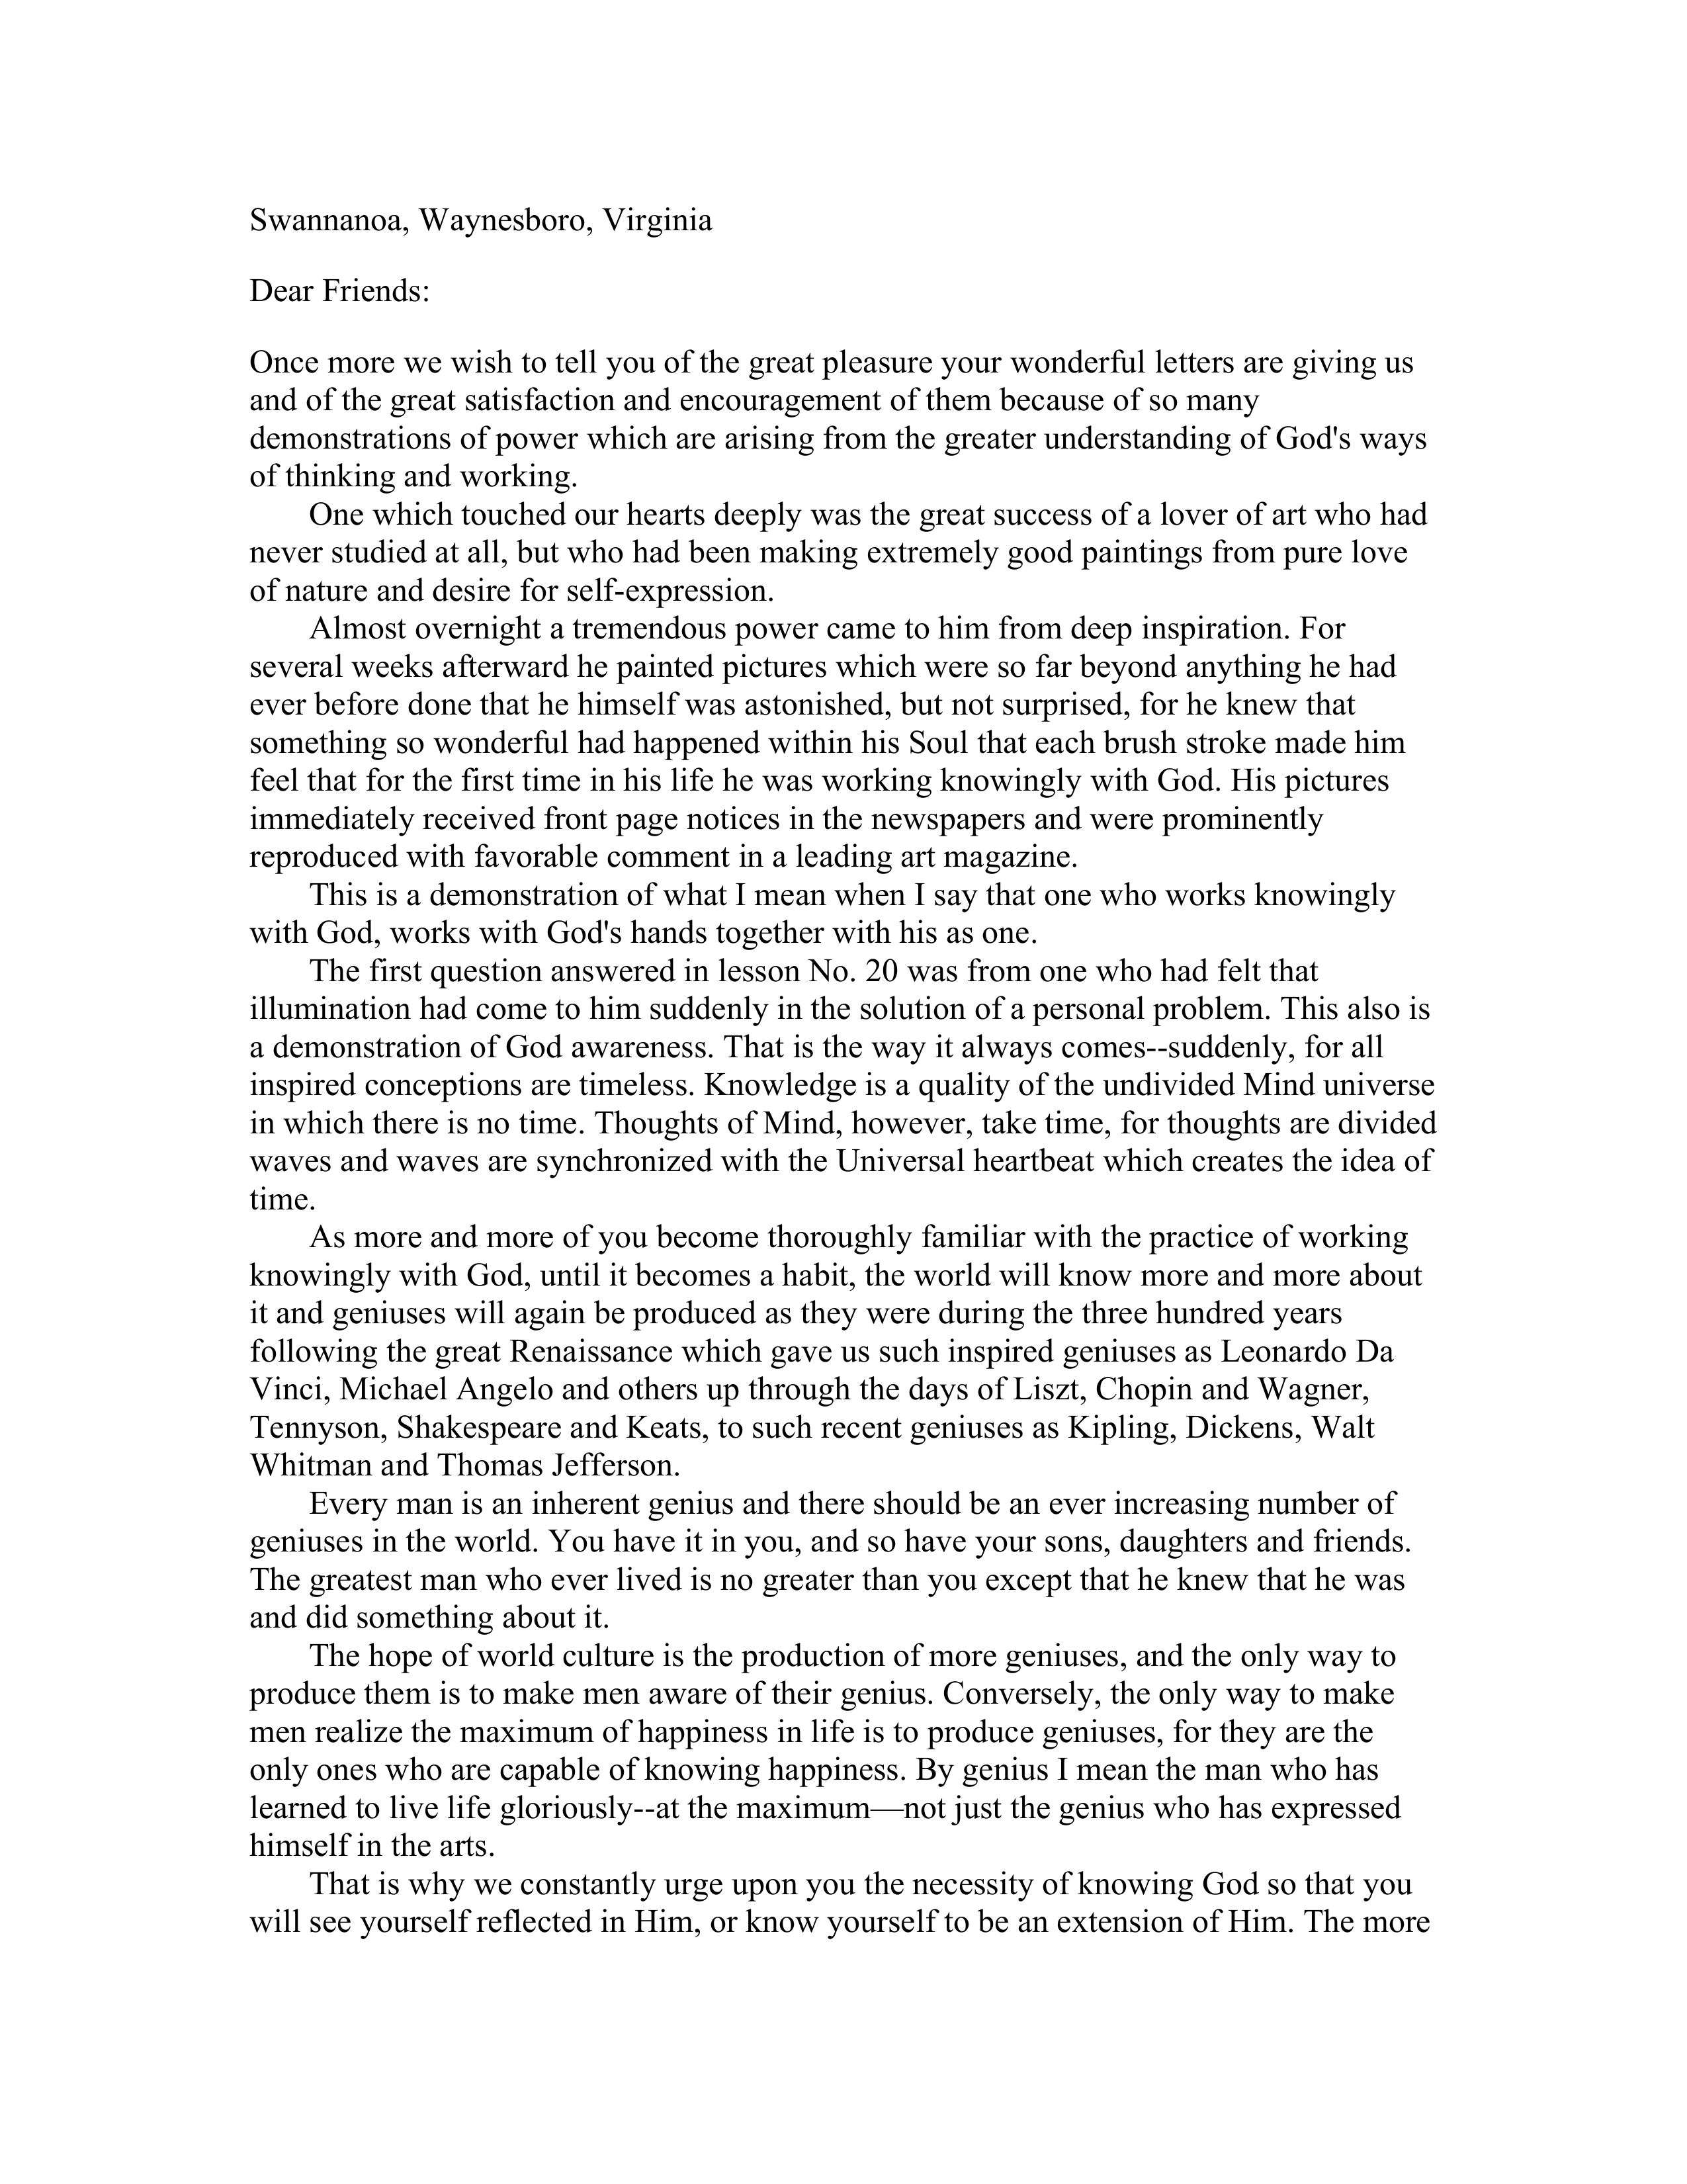 Swannanoa, Waynesboro, Virginia
Dear Friends:
Once more we wish to tell you of the great pleasure your wonderful letters are giving us
and of the great satisfaction and encouragement of them because of so many
demonstrations of power which are arising from the greater understanding of God's ways
of thinking and working.
One which touched our hearts deeply was the great success of a lover of art who had
never studied at all, but who had been making extremely good paintings from pure love
of nature and desire for self-expression.
Almost overnight a tremendous power came to him from deep inspiration. For
several weeks afterward he painted pictures which were so far beyond anything he had
ever before done that he himself was astonished, but not surprised, for he knew that
something so wonderful had happened within his Soul that each brush stroke made him
feel that for the first time in his life he was working knowingly with God. His pictures
immediately received front page notices in the newspapers and were prominently
reproduced with favorable comment in a leading art magazine.
This is a demonstration of what I mean when I say that one who works knowingly
with God, works with God's hands together with his as one.
The first question answered in lesson No. 20 was from one who had felt that
illumination had come to him suddenly in the solution of a personal problem. This also is
a demonstration of God awareness. That is the way it always comes--suddenly, for all
inspired conceptions are timeless. Knowledge is a quality of the undivided Mind universe
in which there is no time. Thoughts of Mind, however, take time, for thoughts are divided
waves and waves are synchronized with the Universal heartbeat which creates the idea of
time.
As more and more of you become thoroughly familiar with the practice of working
knowingly with God, until it becomes a habit, the world will know more and more about
it and geniuses will again be produced as they were during the three hundred years
following the great Renaissance which gave us such inspired geniuses as Leonardo Da
Vinci, Michael Angelo and others up through the days of Liszt, Chopin and Wagner,
Tennyson, Shakespeare and Keats, to such recent geniuses as Kipling, Dickens, Walt
Whitman and Thomas Jefferson.
Every man is an inherent genius and there should be an ever increasing number of
geniuses in the world. You have it in you, and so have your sons, daughters and friends.
The greatest man who ever lived is no greater than you except that he knew that he was
and did something about it.
The hope of world culture is the production of more geniuses, and the only way to
produce them is to make men aware of their genius. Conversely, the only way to make
men realize the maximum of happiness in life is to produce geniuses, for they are the
only ones who are capable of knowing happiness. By genius I mean the man who has
learned to live life gloriously--at the maximum—not just the genius who has expressed
himself in the arts.
That is why we constantly urge upon you the necessity of knowing God so that you
will see yourself reflected in Him, or know yourself to be an extension of Him. The more